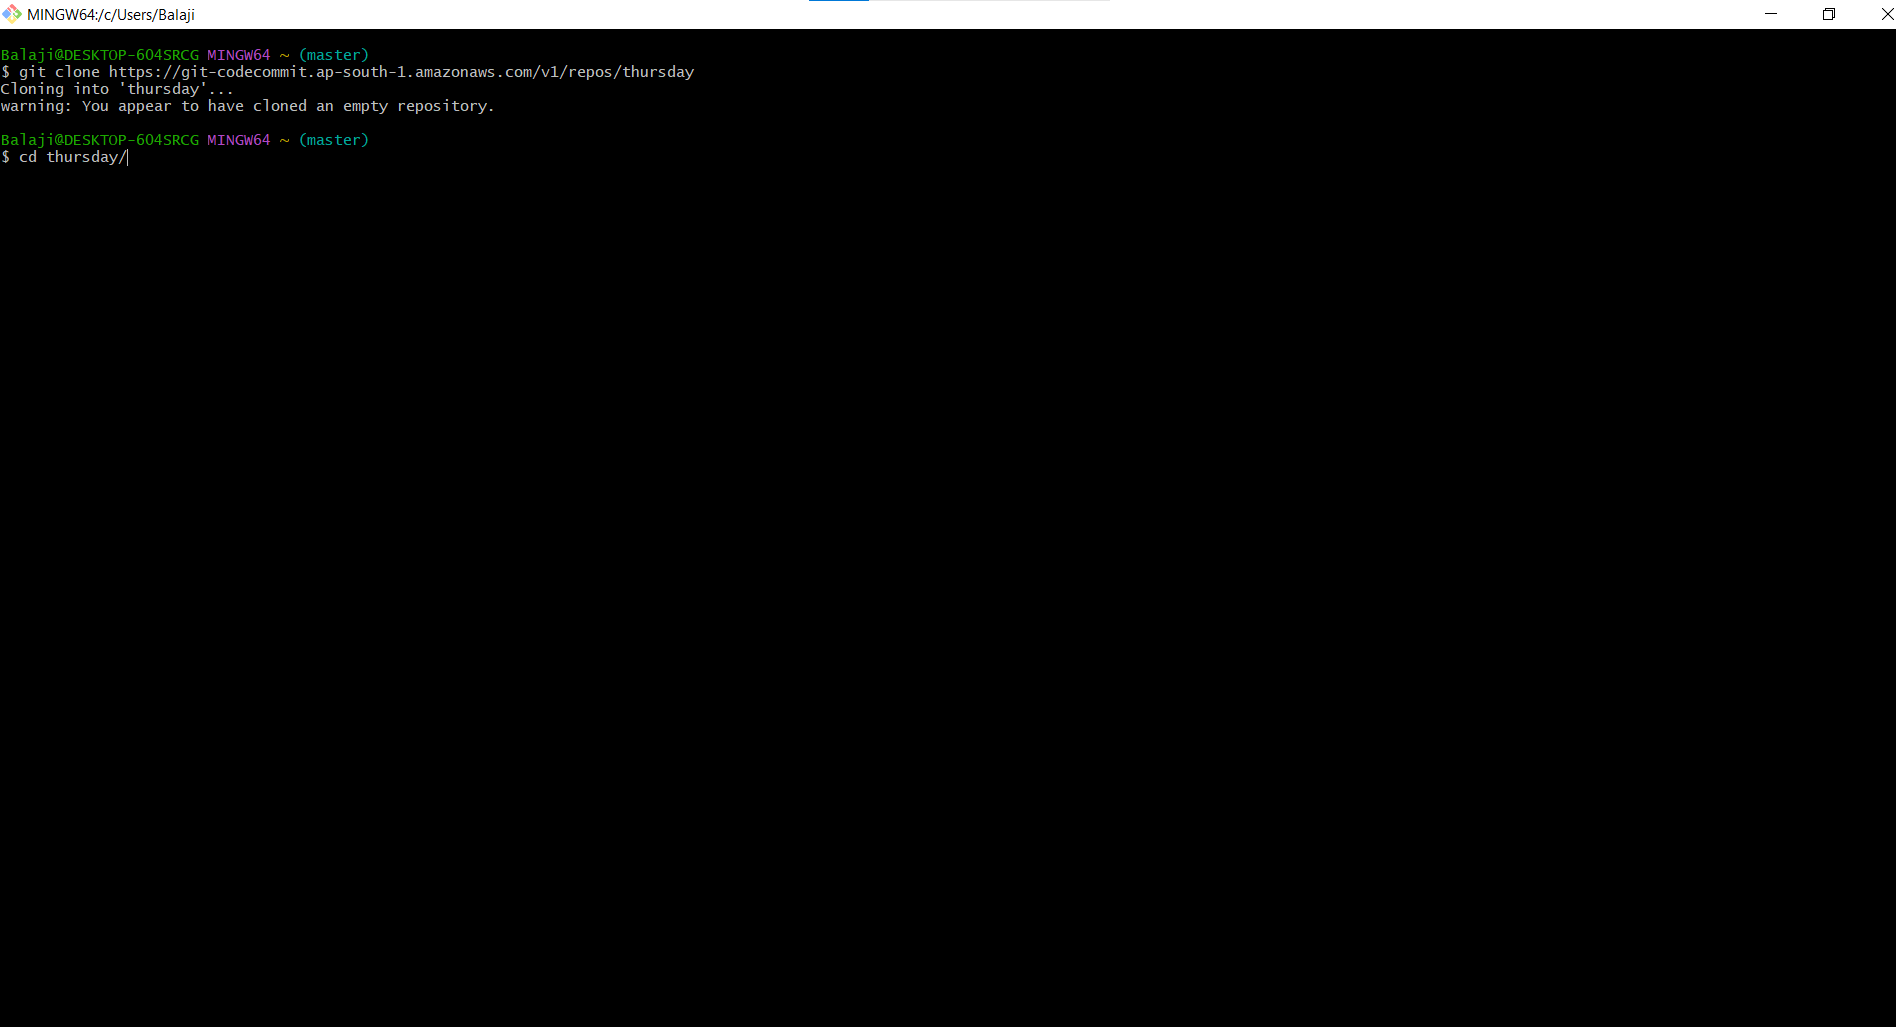 MINGW64:/c/Users/Balaji
Balaji@DESKTOP-604SRCG MINGW64 ~ (master)
$ git clone https://git-codecommit.ap-south-1.amazonaws.com/v1/repos/thursday
Cloning into 'thursday'...
warning: You appear to have cloned an empty repository.
Balaji@DESKTOP-604SRCG MINGW64 ~ (master)
$ cd thursday/